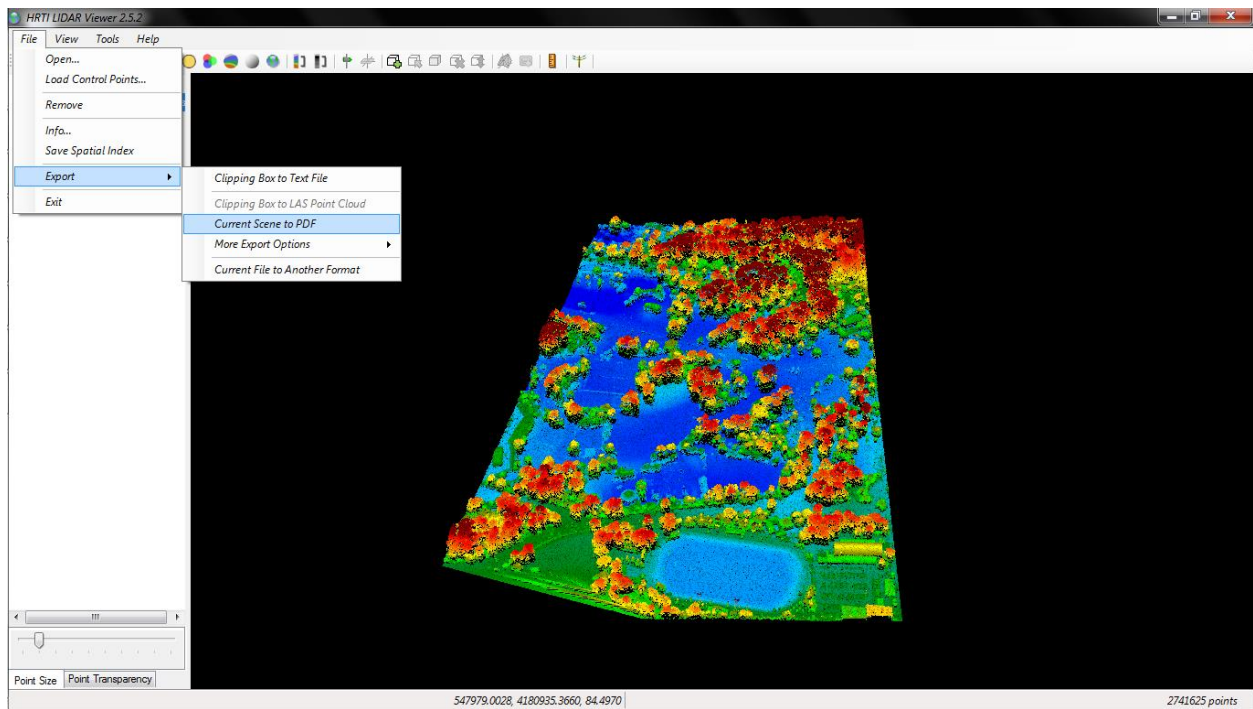 HRTI LIDAR Viewer 2.5.2
File View Tools Help
Open...
Load Control Points...
Remove
Info...
Save Spatial Index
Export
Exit
Clipping Box to Text File
Clipping Box to LAS Point Cloud
Current Scene to PDF
More Export Options
Current File to Another Format
Point Size Point Transparency
547979.0028, 4180935.3660, 84.4970 2741625 points